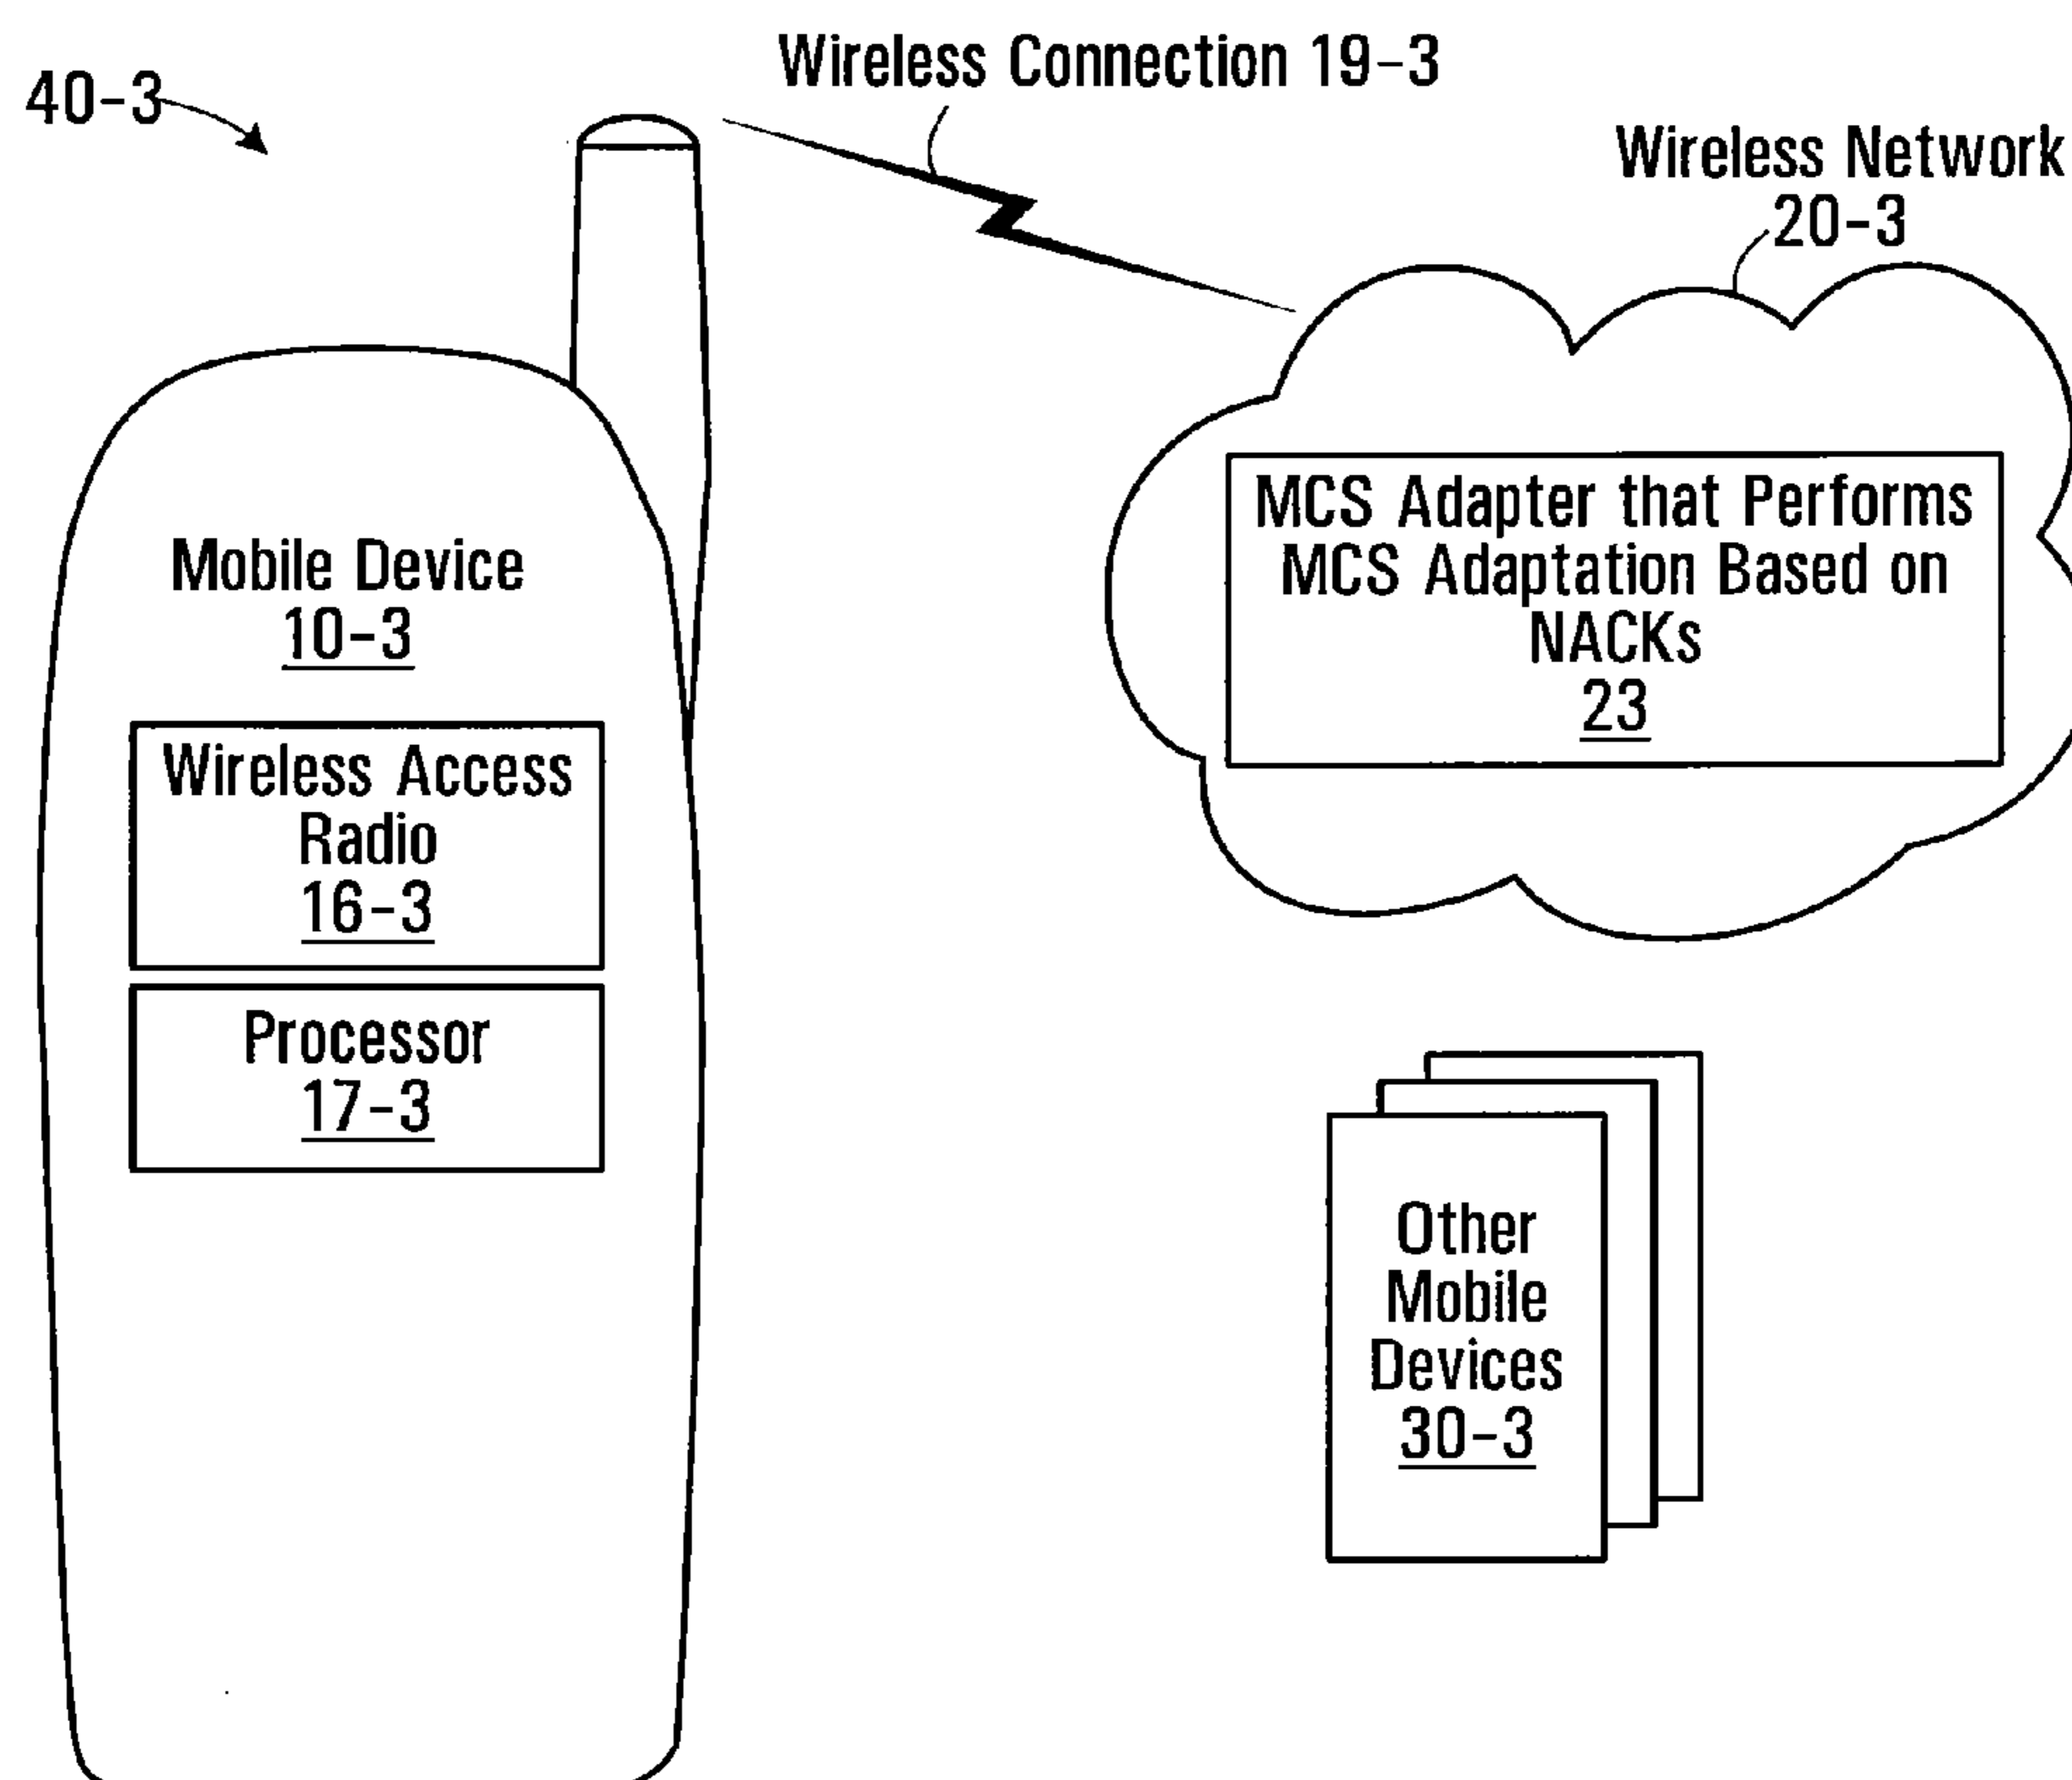 Wireless Connection 19-3
40-3
Wireless Network
20-3
MCS Adapter that Performs
MCS Adaptation Based on
NACKs
23
Mobile Device
10-3
Wireless Access
Radio
16-3
Processor
17-3
Other
Mobile
Devices
30-3